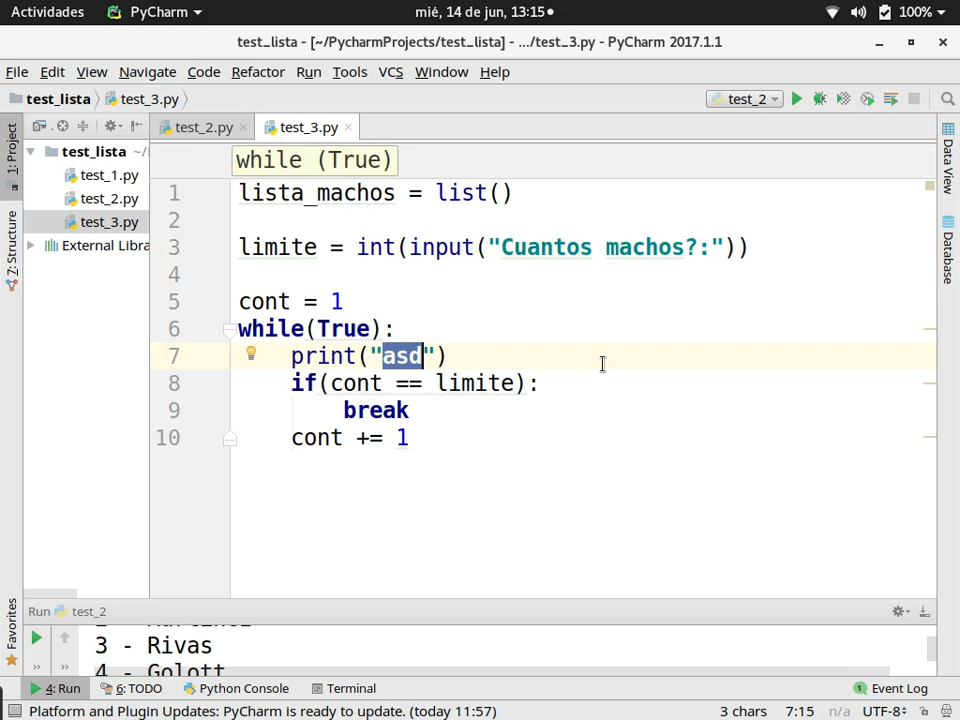 Actividades PyCharm mié, 14 de jun, 13:15 100%
test_lista - [~/PycharmProjects/test_lista] - .../test_3.py - PyCharm 2017.1.1
File Edit View Navigate Code Refactor Run Tools VCS Window Help
test_lista test_3.py test_2
1: Project
test_2.py test_3.py
Data View
test_lista ~/
while (True)
test_1.py
1 lista_machos = list()
test_2.py
2
test_3.py
7: Structure
External Libra
3 limite = int(input("Cuantos machos?:"))
Database
4
5 cont = 1
6 while(True):
7 print("asd")
8 if(cont == limite):
9 break
10 cont += 1
Favorites
Run test_2
3 - Rivas
4 - Golott
4: Run 6: TODO Python Console Terminal 1 Event Log
Platform and Plugin Updates: PyCharm is ready to update. (today 11:57) 3 chars 7:15 n/a UTF-8